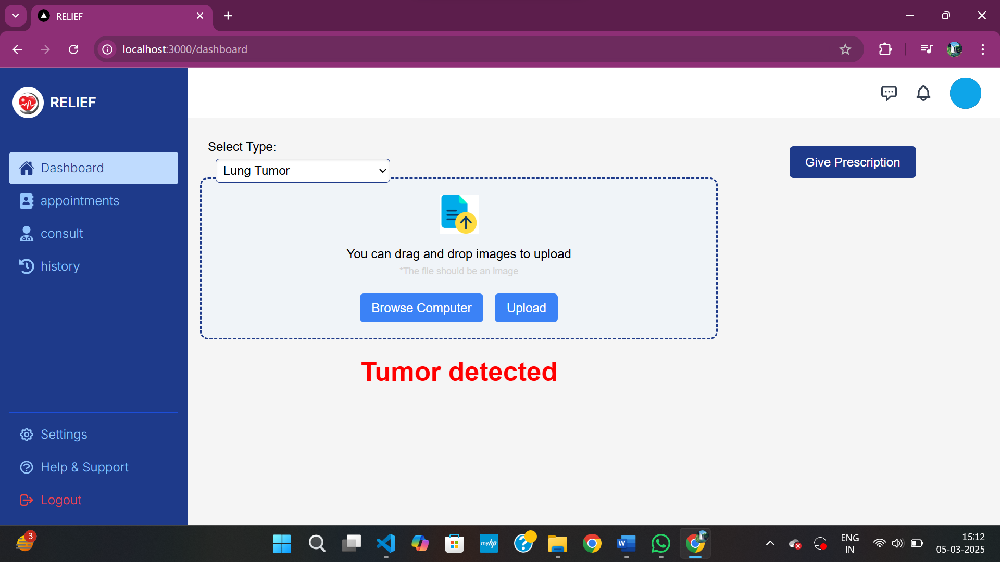 RELIEF
localhost:3000/dashboard
RELIEF
Dashboard
appointments
consult
history
Settings
Help & Support
Logout
Select Type:
Lung Tumor
Give Prescription
You can drag and drop images to upload
*The file should be an image
Browse Computer
Upload
Tumor detected
3
myhp
W
ENG
IN
15:12
05-03-2025